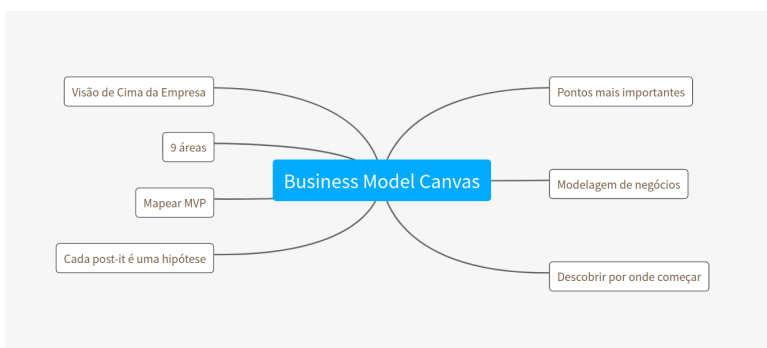 Visão de Cima da Empresa
9 áreas
Mapear MVP
Cada post-it é uma hipótese
Business Model Canvas
Pontos mais importantes
Modelagem de negócios
Descobrir por onde começar